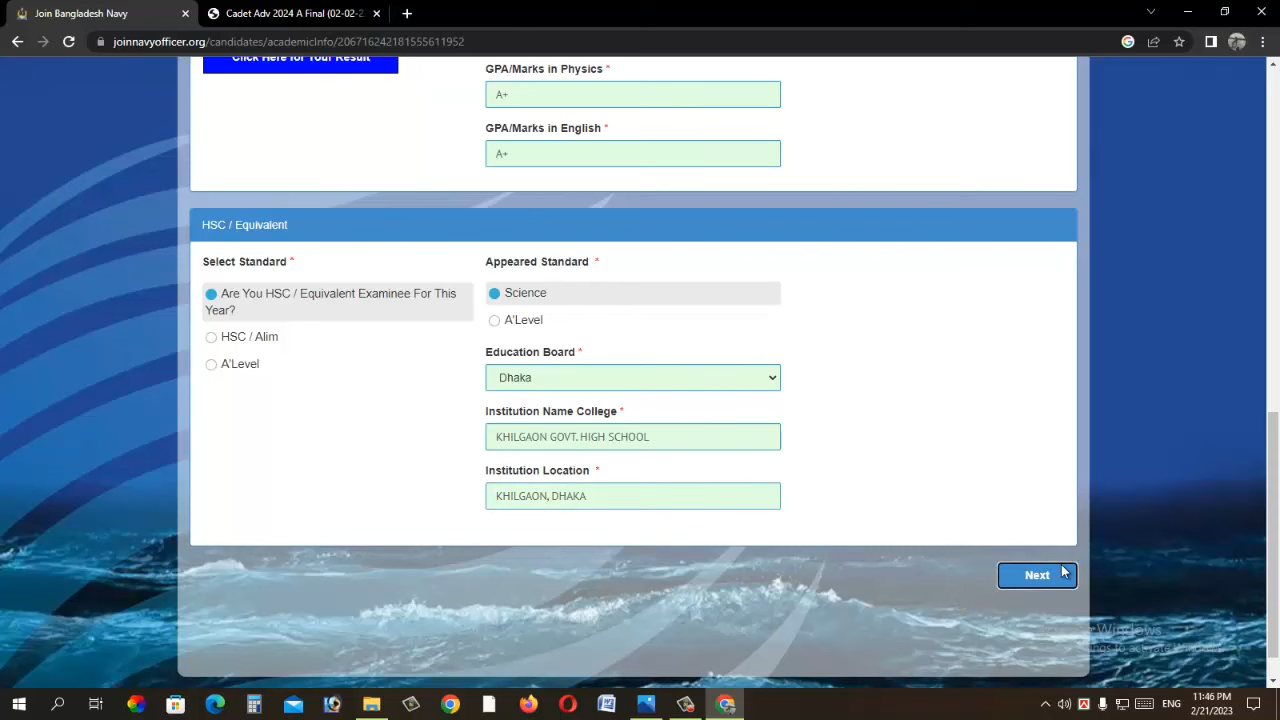 Join Bangladesh Navy
Cadet Adv 2024 A Final (02-02-2
joinnavyofficer.org/candidates/academicInfo/206716242181555611952
Click Here for Your Result
GPA/Marks in Physics *
A+
GPA/Marks in English *
A+
HSC / Equivalent
Select Standard *
Are You HSC / Equivalent Examinee For This
Year?
HSC / Alim
A'Level
Appeared Standard *
Science
A'Level
Education Board *
Dhaka
Institution Name College *
KHILGAON GOVT. HIGH SCHOOL
Institution Location *
KHILGAON, DHAKA
Next
Windows
ENG
11:46 PM
2/21/2023